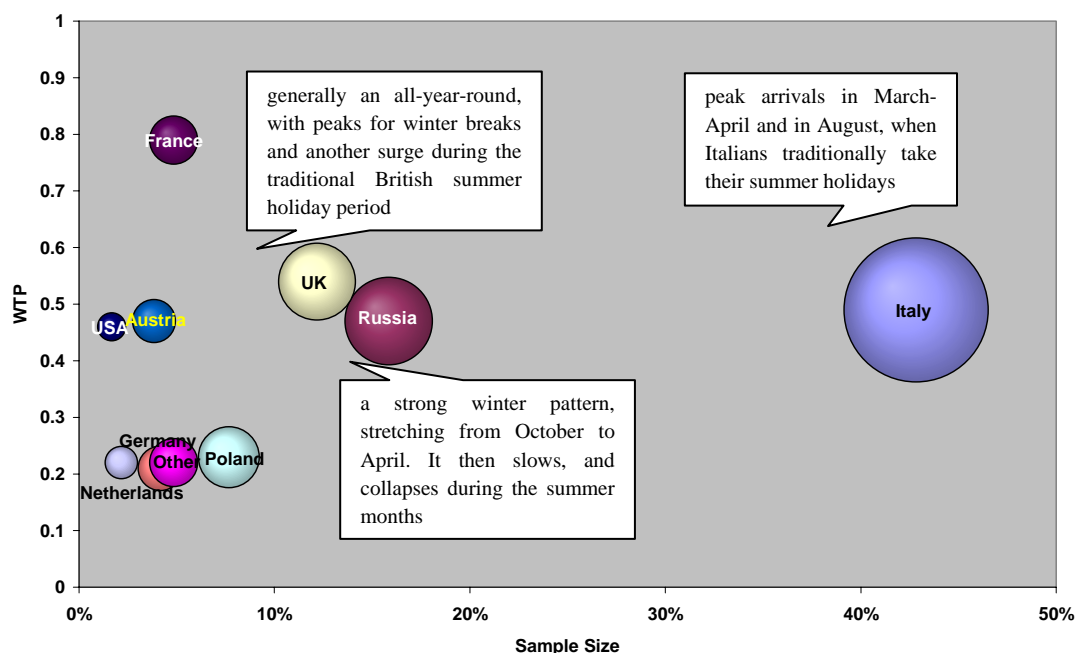 1
0.9
0.8
0.7
0.6
0.5
0.4
0.3
0.2
0.1
0
WTP
generally an all-year-round,
with peaks for winter breaks
and another surge during the
traditional British summer
holiday period
peak arrivals in March-
April and in August, when
Italians traditionally take
their summer holidays
France
UK
Russia
Italy
USA
Austria
a strong winter pattern,
stretching from October to
April. It then slows, and
collapses during the summer
months
Germany
Other
Poland
Netherlands
0%
10%
20%
30%
40%
50%
Sample Size